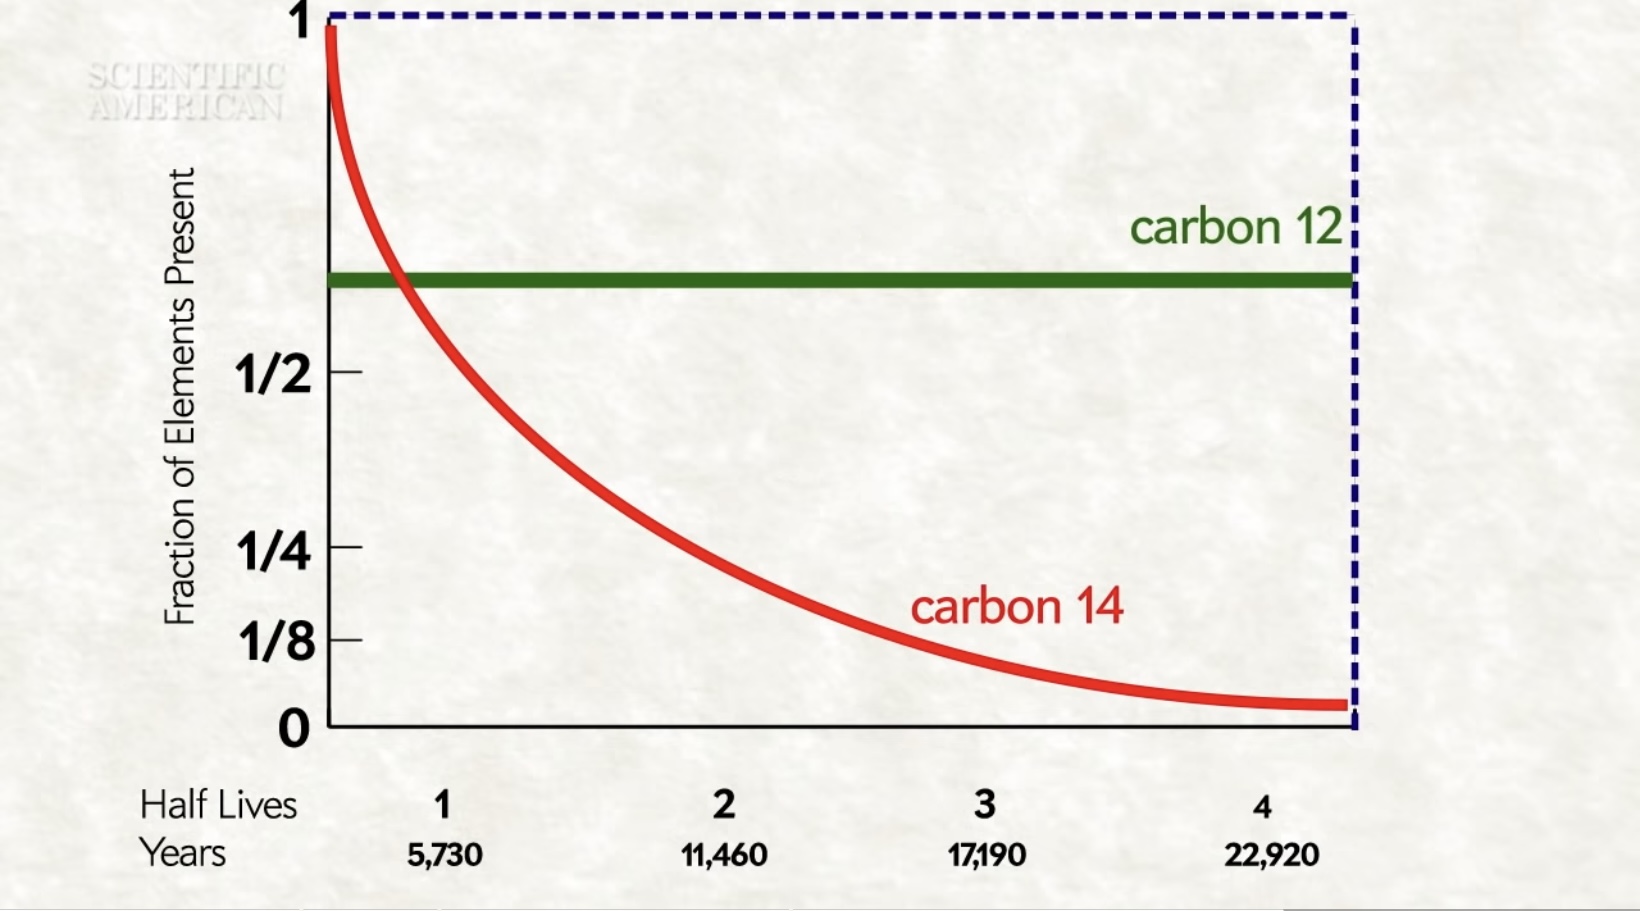 1
SCIENTIFIC
AMERICAN
Fraction of Elements Present
carbon 12
1/2
1/4
carbon 14
1/8
0
Half Lives 1 2 3 4
Years 5,730 11,460 17,190 22,920